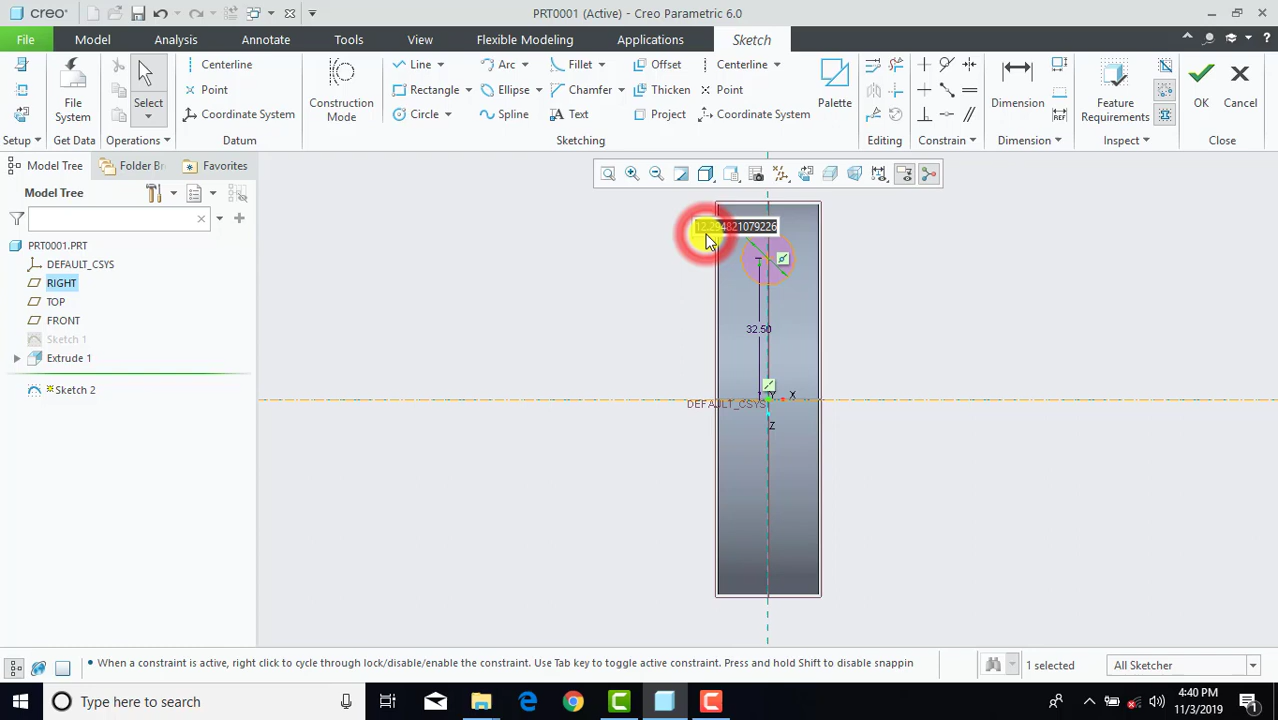 creo
PRT0001 (Active) - Creo Parametric 6.0
File Model Analysis Annotate Tools View Flexible Modeling Applications Sketch
Centerline Line Arc Fillet Offset Centerline
Point Rectangle Ellipse Chamfer Thicken Point
Coordinate System Circle Spline Text Project Coordinate System
File System Select Construction Mode Palette Dimension Feature Requirements OK Cancel
Setup Get Data Operations Datum Sketching Editing Constrain Dimension Inspect Close
Model Tree Folder Br Favorites
Model Tree
PRT0001.PRT
DEFAULT_CSYS
RIGHT
TOP
FRONT
Sketch 1
Extrude 1
Sketch 2
12.294821079226
32.50
DEFAULT_CSYS
Y X
Z
When a constraint is active, right click to cycle through lock/disable/enable the constraint. Use Tab key to toggle active constraint. Press and hold Shift to disable snappin
1 selected
All Sketcher
Type here to search
4:40 PM
11/3/2019
1